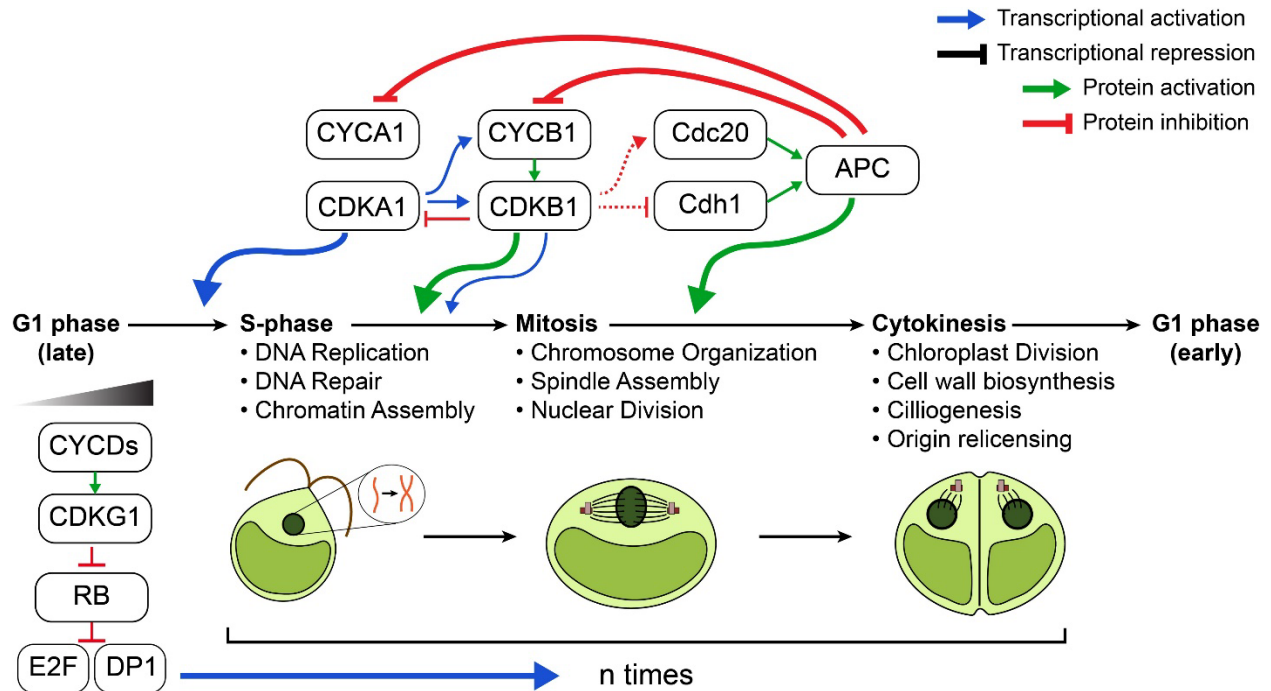 Transcriptional activation
Transcriptional repression
Protein activation
Protein inhibition
CYCA1
CYCB1
Cdc20
APC
CDKA1
CDKB1
Cdh1
G1 phase
(late)
S-phase
• DNA Replication
• DNA Repair
• Chromatin Assembly
Mitosis
• Chromosome Organization
• Spindle Assembly
• Nuclear Division
Cytokinesis
• Chloroplast Division
• Cell wall biosynthesis
• Cilliogenesis
• Origin relicensing
G1 phase
(early)
CYCDs
CDKG1
RB
E2F DP1
n times